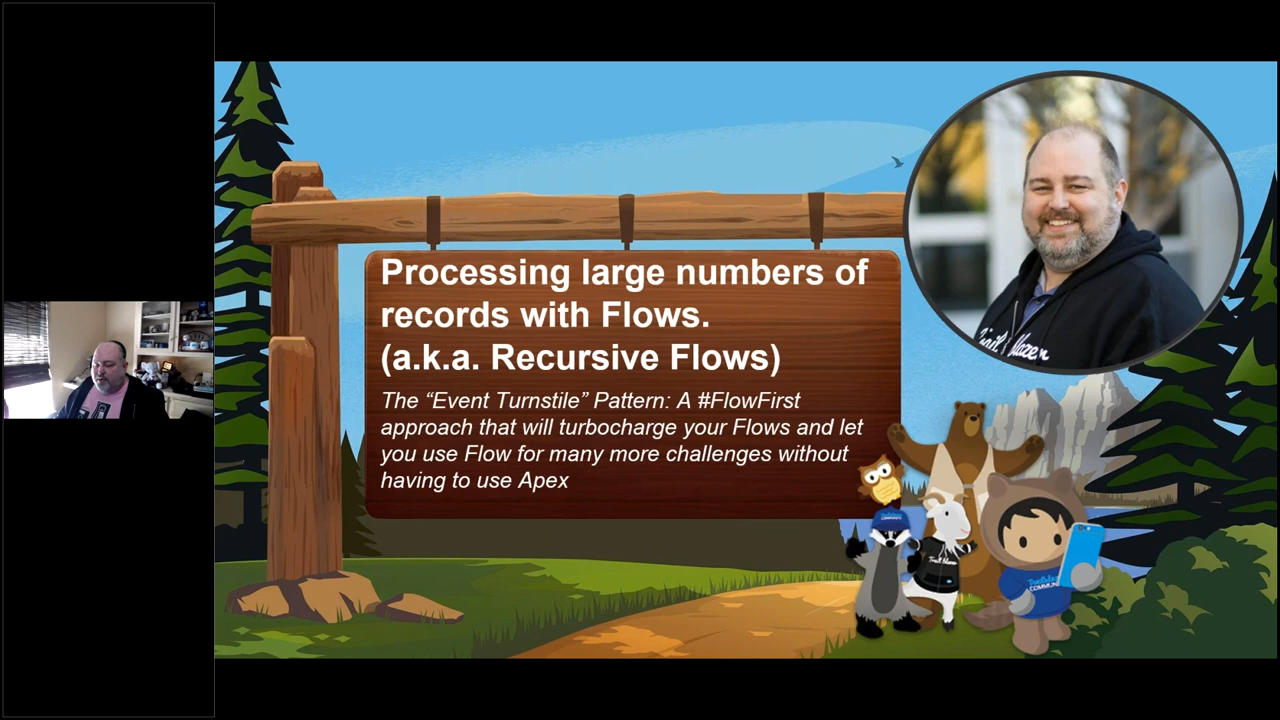 Processing large numbers of
records with Flows.
(a.k.a. Recursive Flows)
The “Event Turnstile” Pattern: A #FlowFirst
approach that will turbocharge your Flows and let
you use Flow for many more challenges without
having to use Apex